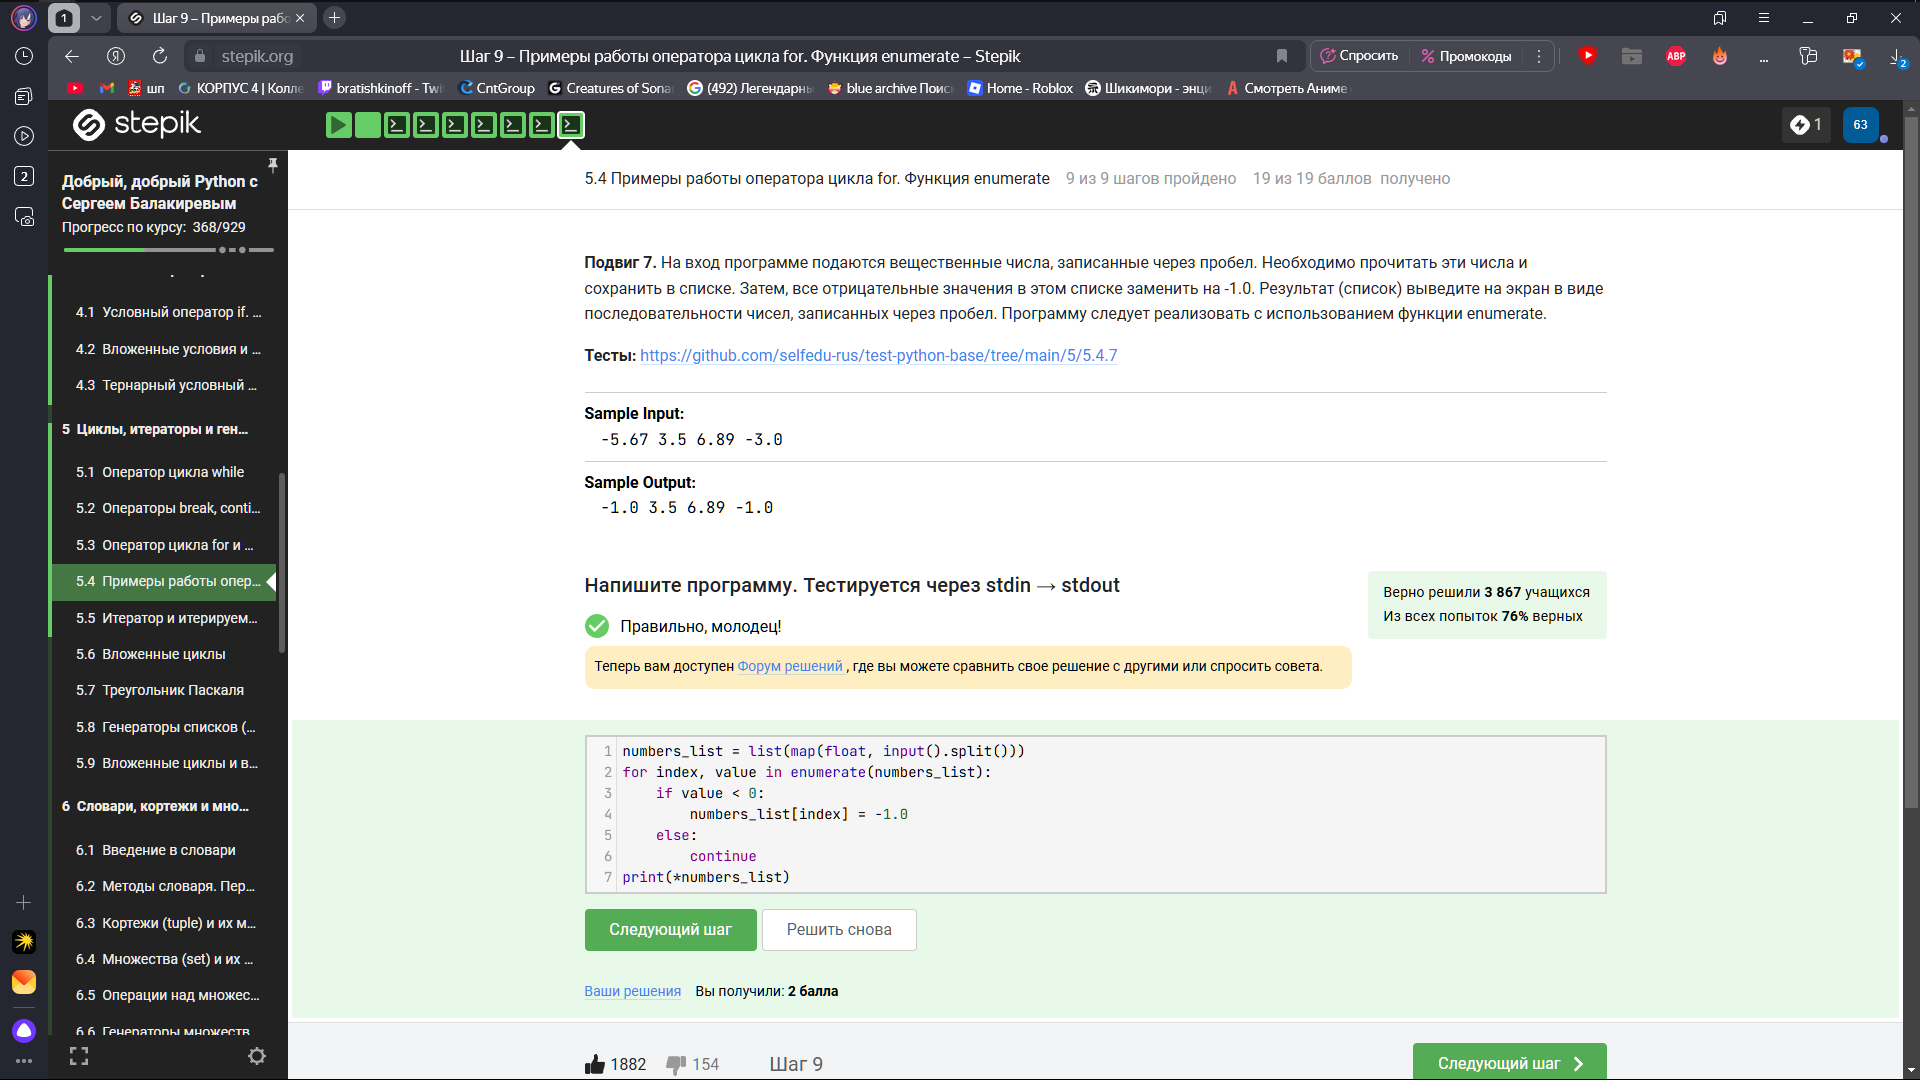 1
Шаг 9 – Примеры рабо
stepik.org
Шаг 9 – Примеры работы оператора цикла for. Функция enumerate – Stepik
Спросить
Промокоды
ABP
2
шп
КОРПУС 4 | Колле
bratishkinoff - Twi
CntGroup
Creatures of Sona
(492) Легендарны
blue archive Поис
Home - Roblox
Шикимори - энци
Смотреть Аниме
2
stepik
1
63
Добрый, добрый Python с
Сергеем Балакиревым
Прогресс по курсу: 368/929
4.1 Условный оператор if. ...
4.2 Вложенные условия и ...
4.3 Тернарный условный ...
5 Циклы, итераторы и ген...
5.1 Оператор цикла while
5.2 Операторы break, conti...
5.3 Оператор цикла for и ...
5.4 Примеры работы опер...
5.5 Итератор и итерируем...
5.6 Вложенные циклы
5.7 Треугольник Паскаля
5.8 Генераторы списков (...
5.9 Вложенные циклы и в...
6 Словари, кортежи и мно...
6.1 Введение в словари
6.2 Методы словаря. Пер...
6.3 Кортежи (tuple) и их м...
6.4 Множества (set) и их ...
6.5 Операции над множес...
6.6 Генераторы множеств
5.4 Примеры работы оператора цикла for. Функция enumerate 9 из 9 шагов пройдено 19 из 19 баллов получено
Подвиг 7. На вход программе подаются вещественные числа, записанные через пробел. Необходимо прочитать эти числа и
сохранить в списке. Затем, все отрицательные значения в этом списке заменить на -1.0. Результат (список) выведите на экран в виде
последовательности чисел, записанных через пробел. Программу следует реализовать с использованием функции enumerate.
Тесты: https://github.com/selfedu-rus/test-python-base/tree/main/5/5.4.7
Sample Input:
-5.67 3.5 6.89 -3.0
Sample Output:
-1.0 3.5 6.89 -1.0
Напишите программу. Тестируется через stdin → stdout
Верно решили 3 867 учащихся
Из всех попыток 76% верных
Правильно, молодец!
Теперь вам доступен Форум решений , где вы можете сравнить свое решение с другими или спросить совета.
1 numbers_list = list(map(float, input().split()))
2 for index, value in enumerate(numbers_list):
3     if value < 0:
4         numbers_list[index] = -1.0
5     else:
6         continue
7 print(*numbers_list)
Следующий шаг
Решить снова
Ваши решения Вы получили: 2 балла
1882
154
Шаг 9
Следующий шаг